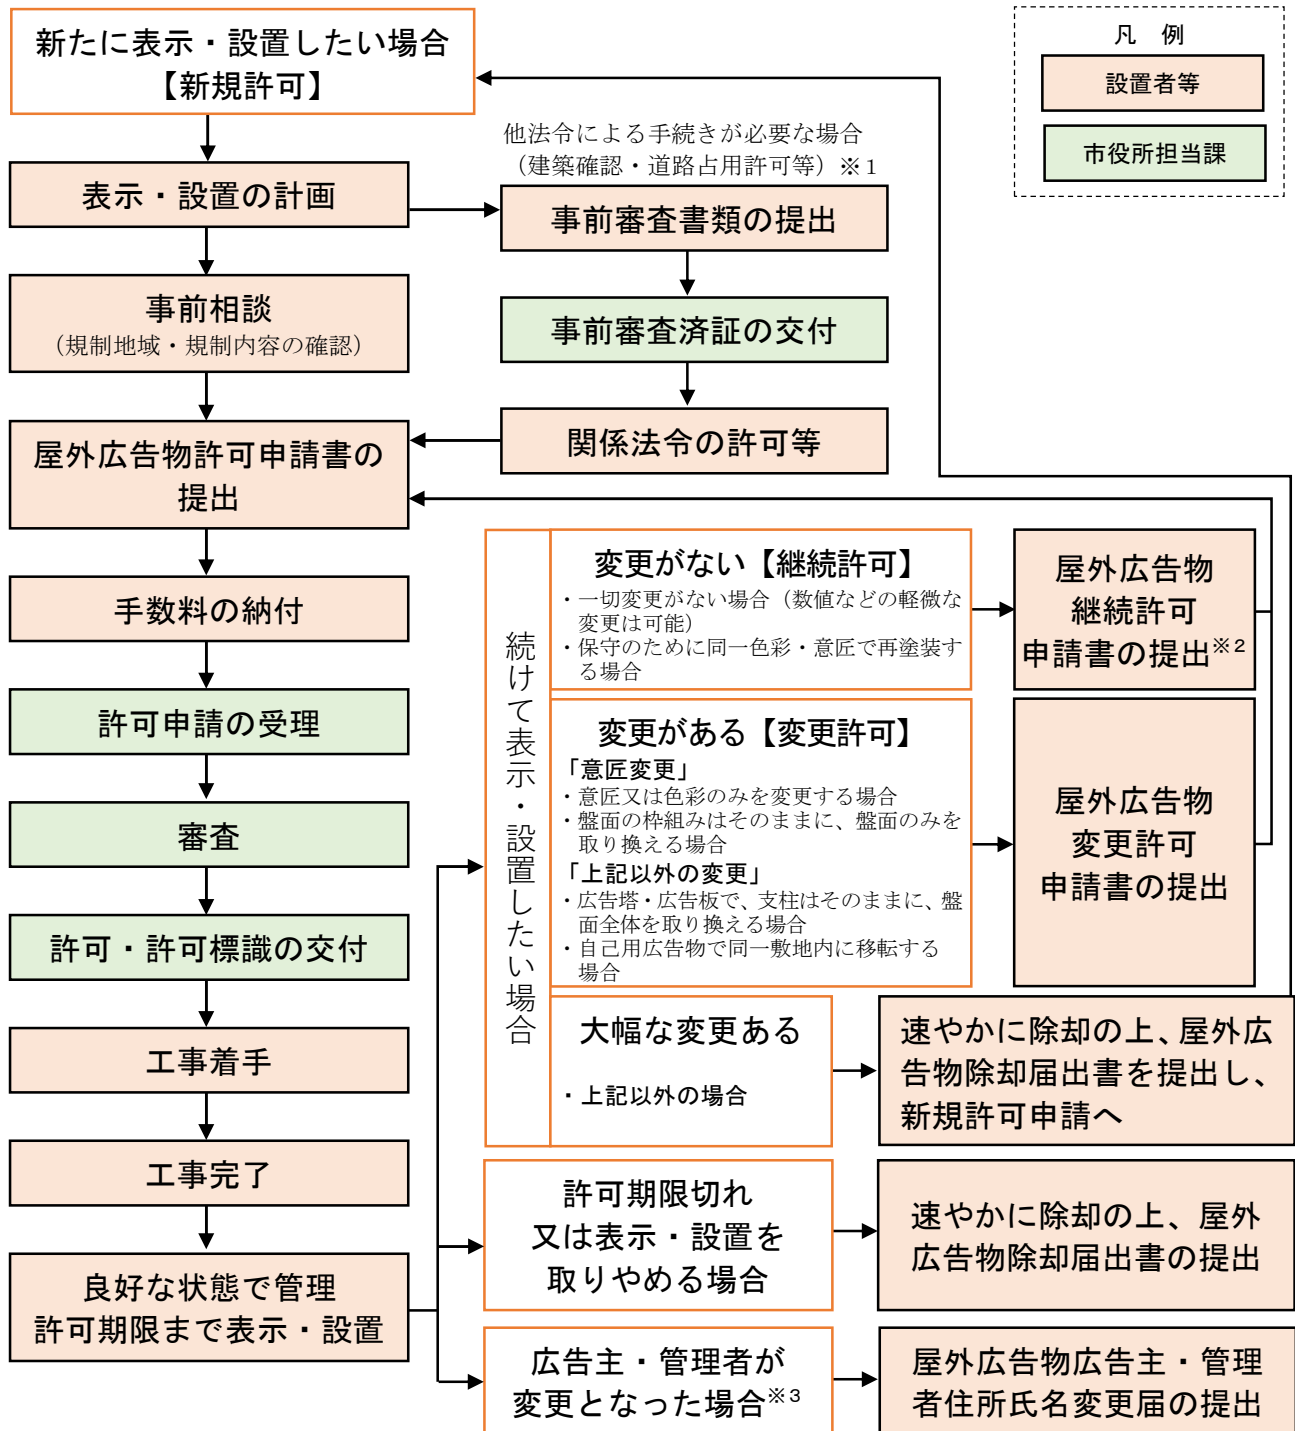 新たに表示・設置したい場合
【新規許可】
凡 例
設置者等
市役所担当課
他法令による手続きが必要な場合
（建築確認・道路占用許可等）※1
表示・設置の計画
事前審査書類の提出
事前相談
（規制地域・規制内容の確認）
事前審査済証の交付
屋外広告物許可申請書の
提出
関係法令の許可等
手数料の納付
許可申請の受理
審査
許可・許可標識の交付
工事着手
工事完了
良好な状態で管理
許可期限まで表示・設置
続けて表示・設置したい場合
変更がない【継続許可】
・一切変更がない場合（数値などの軽微な
変更は可能）
・保守のために同一色彩・意匠で再塗装す
る場合
屋外広告物
継続許可
申請書の提出※2
変更がある【変更許可】
「意匠変更」
・意匠又は色彩のみを変更する場合
・盤面の枠組みはそのままに、盤面のみを
取り換える場合
「上記以外の変更」
・広告塔・広告板で、支柱はそのままに、盤
面全体を取り換える場合
・自己用広告物で同一敷地内に移転する
場合
屋外広告物
変更許可
申請書の提出
大幅な変更ある
・上記以外の場合
速やかに除却の上、屋外広
告物除却届出書を提出し、
新規許可申請へ
許可期限切れ
又は表示・設置を
取りやめる場合
速やかに除却の上、屋外
広告物除却届出書の提出
広告主・管理者が
変更となった場合※3
屋外広告物広告主・管理
者住所氏名変更届の提出